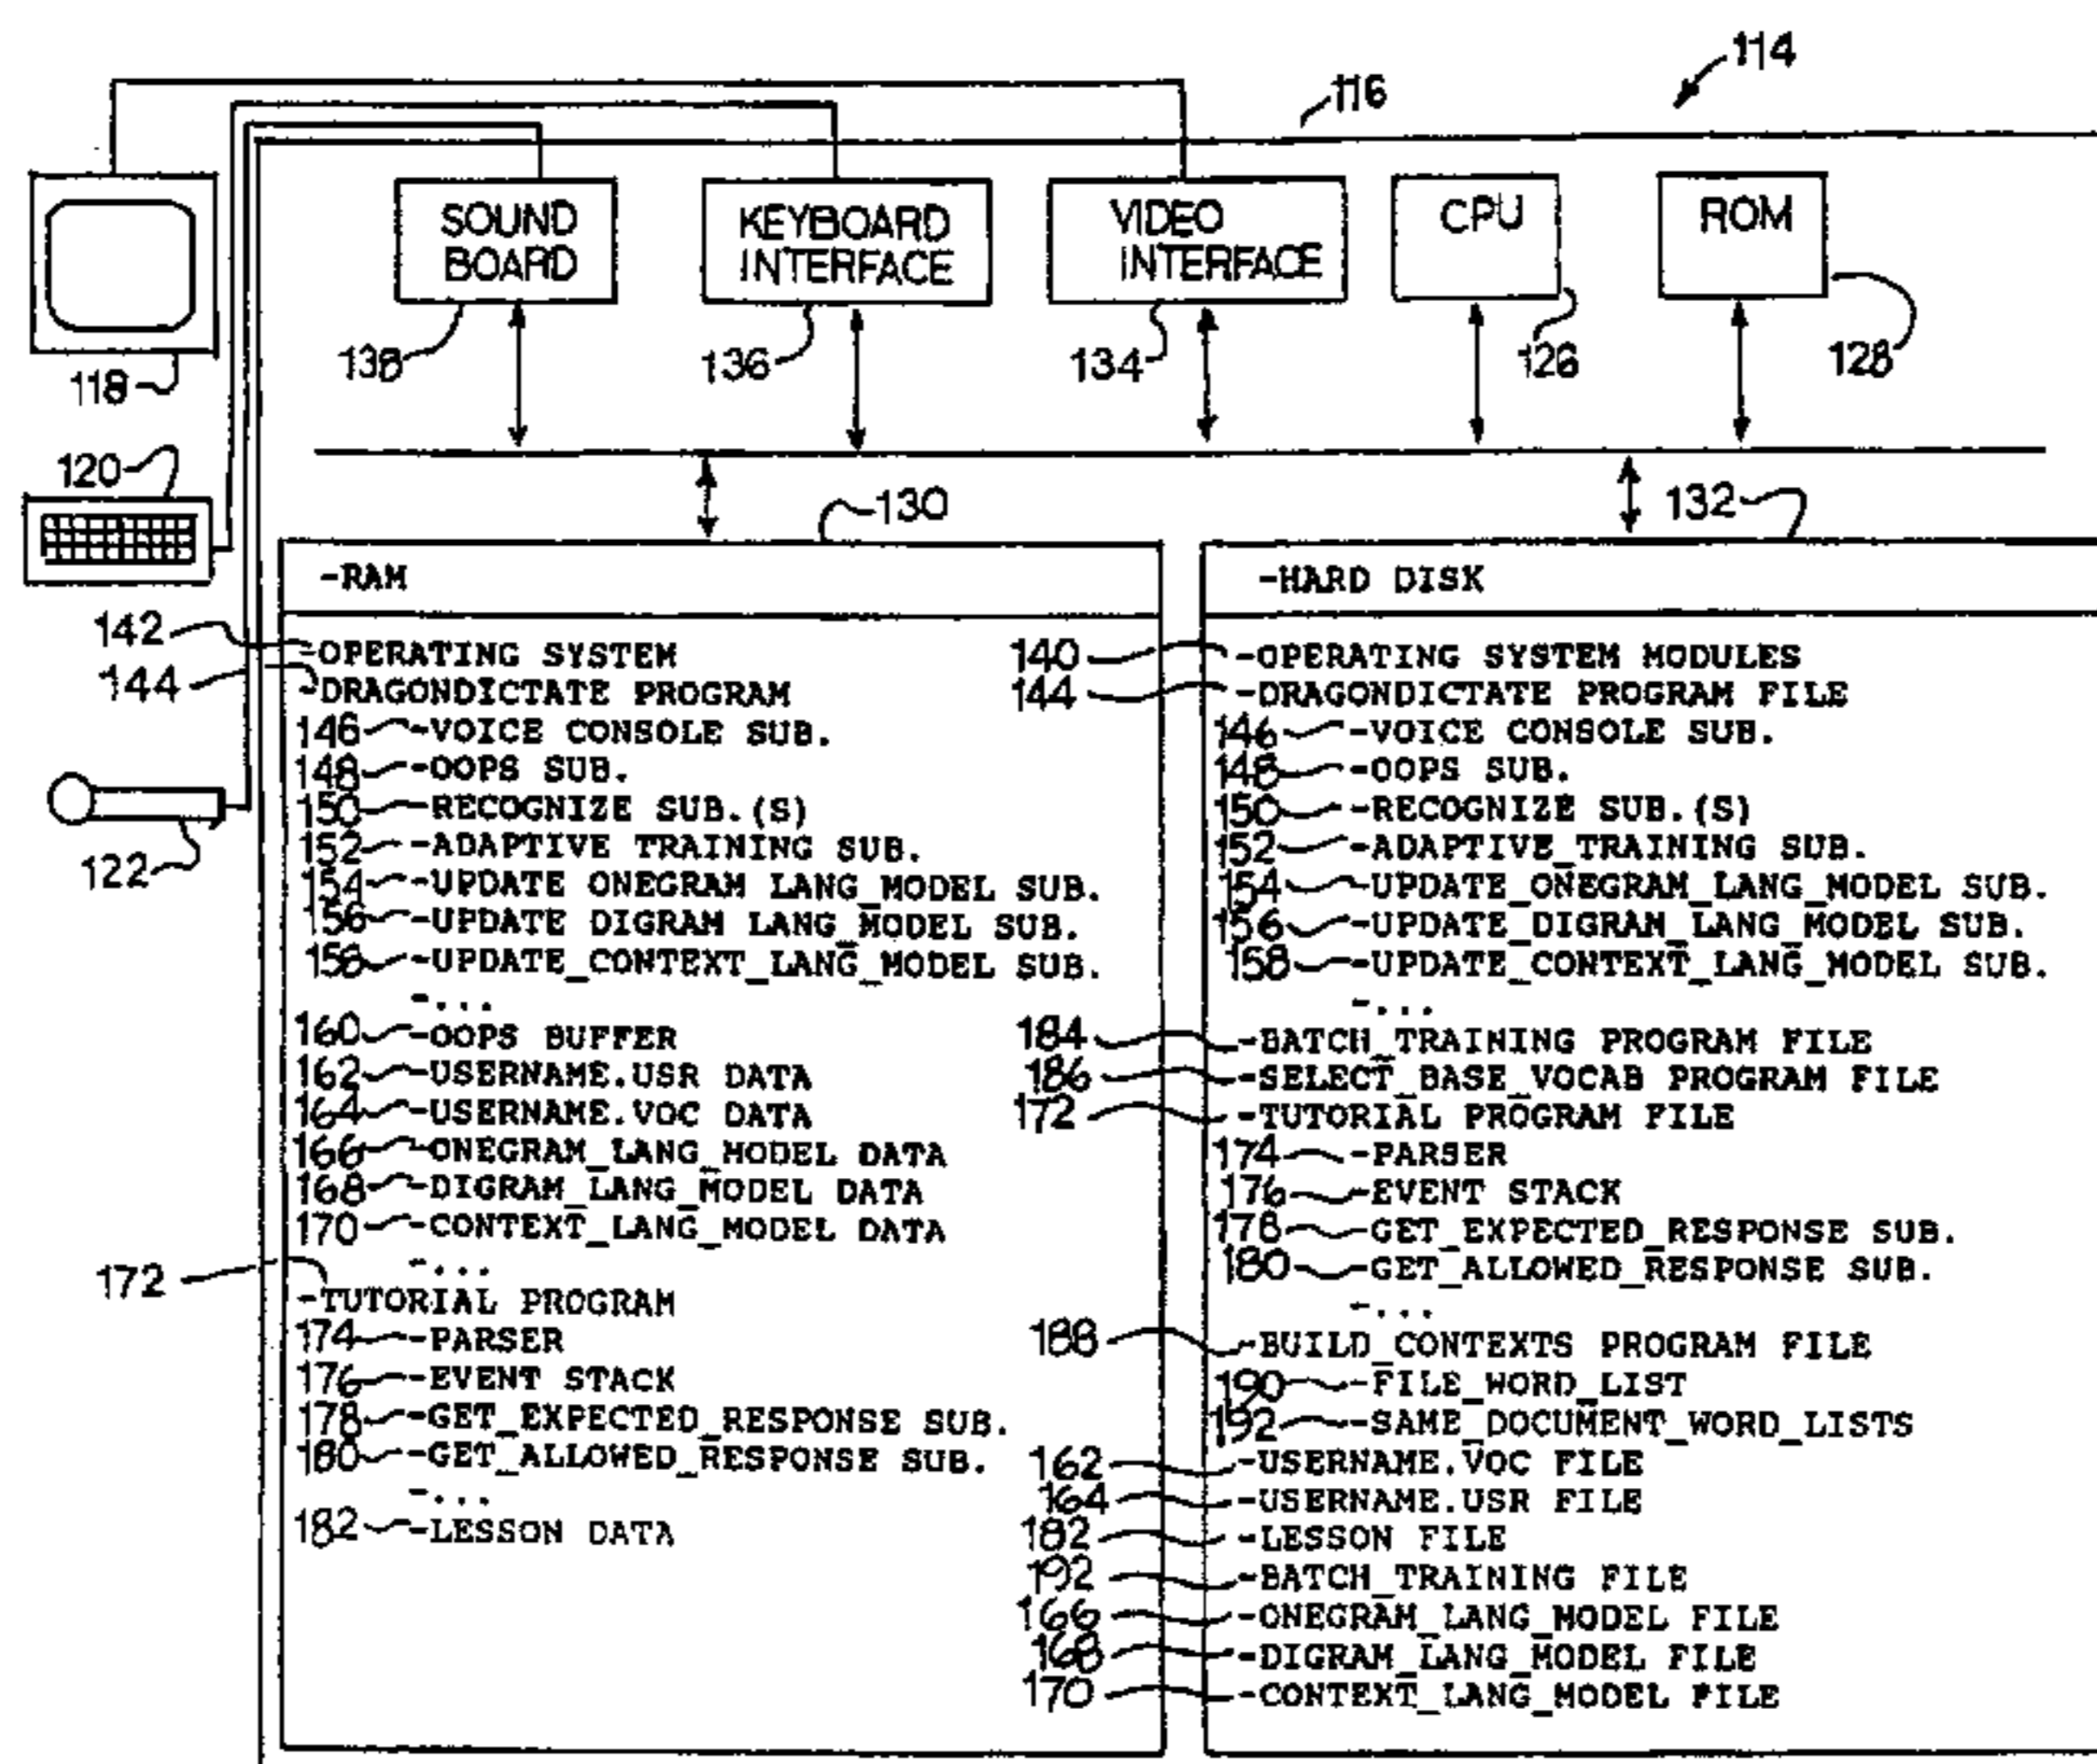 114
116
SOUND BOARD
KEYBOARD INTERFACE
VIDEO INTERFACE
CPU
ROM
138
136
134
126
128
118
120
122
130
132
-RAM
142 -OPERATING SYSTEM
144 -DRAGONDICTATE PROGRAM
146 -VOICE CONSOLE SUB.
148 -OOPS SUB.
150 -RECOGNIZE SUB.(S)
152 -ADAPTIVE TRAINING SUB.
154 -UPDATE ONEGRAM LANG_MODEL SUB.
156 -UPDATE DIGRAM LANG_MODEL SUB.
158 -UPDATE_CONTEXT_LANG_MODEL SUB.
-...
160 -OOPS BUFFER
162 -USERNAME.USR DATA
164 -USERNAME.VOC DATA
166 -ONEGRAM_LANG_MODEL DATA
168 -DIGRAM_LANG_MODEL DATA
170 -CONTEXT_LANG_MODEL DATA
-...
172 -TUTORIAL PROGRAM
174 -PARSER
176 -EVENT STACK
178 -GET_EXPECTED_RESPONSE SUB.
180 -GET_ALLOWED_RESPONSE SUB.
-...
182 -LESSON DATA
-HARD DISK
140 -OPERATING SYSTEM MODULES
144 -DRAGONDICTATE PROGRAM FILE
146 -VOICE CONSOLE SUB.
148 -OOPS SUB.
150 -RECOGNIZE SUB.(S)
152 -ADAPTIVE_TRAINING SUB.
154 -UPDATE_ONEGRAM_LANG_MODEL SUB.
156 -UPDATE_DIGRAM_LANG_MODEL SUB.
158 -UPDATE_CONTEXT_LANG_MODEL SUB.
-...
184 -BATCH_TRAINING PROGRAM FILE
186 -SELECT_BASE_VOCAB PROGRAM FILE
172 -TUTORIAL PROGRAM FILE
174 -PARSER
176 -EVENT STACK
178 -GET_EXPECTED_RESPONSE SUB.
180 -GET_ALLOWED_RESPONSE SUB.
-...
188 -BUILD_CONTEXTS PROGRAM FILE
190 -FILE_WORD_LIST
192 -SAME_DOCUMENT_WORD_LISTS
162 -USERNAME.VOC FILE
164 -USERNAME.USR FILE
182 -LESSON FILE
192 -BATCH_TRAINING FILE
166 -ONEGRAM_LANG_MODEL FILE
168 -DIGRAM_LANG_MODEL FILE
170 -CONTEXT_LANG_MODEL FILE